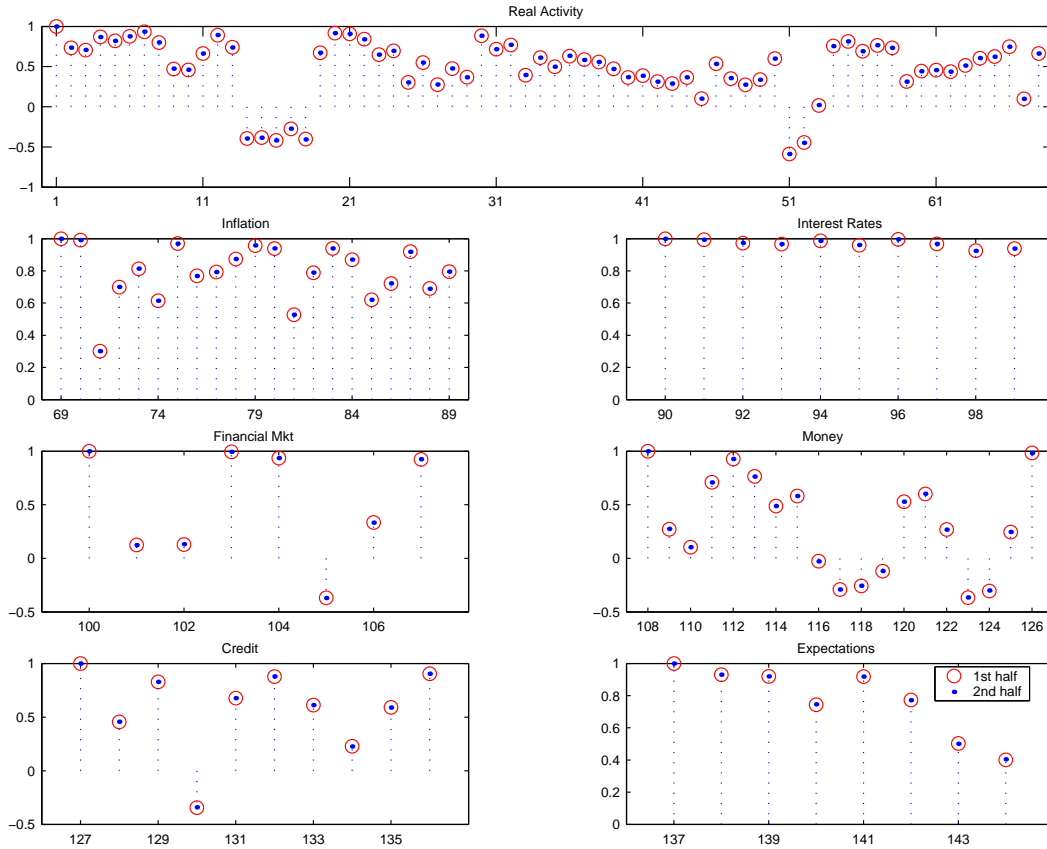 Real Activity
1
0.5
0
−0.5
−1
1 11 21 31 41 51 61
Inflation
1
0.8
0.6
0.4
0.2
0
69 74 79 84 89
Interest Rates
1
0.8
0.6
0.4
0.2
0
90 92 94 96 98
Financial Mkt
1
0.5
0
−0.5
100 102 104 106
Money
1
0.5
0
−0.5
108 110 112 114 116 118 120 122 124 126
Credit
1
0.5
0
−0.5
127 129 131 133 135
Expectations
1
0.8
0.6
0.4
0.2
0
137 139 141 143
1st half
2nd half